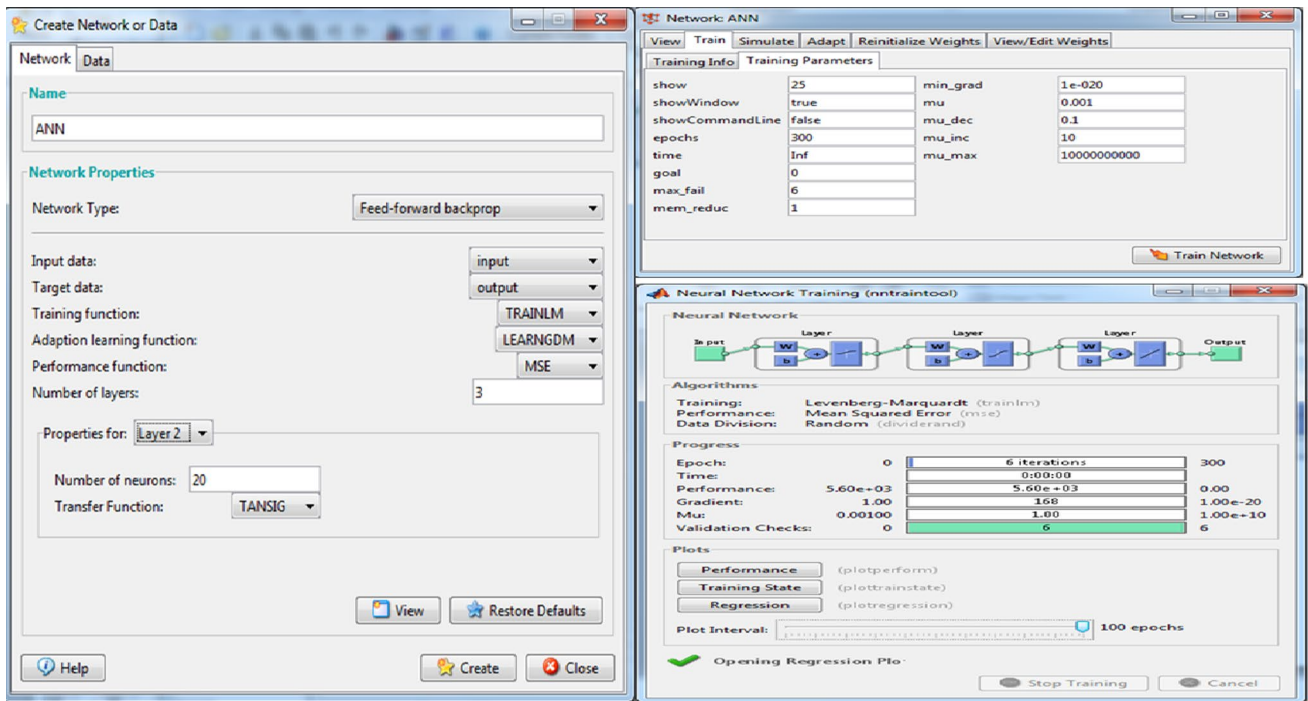 Create Network or Data
Network Data
Name
ANN
Network Properties
Network Type: Feed-forward backprop
Input data: input
Target data: output
Training function: TRAINLM
Adaption learning function: LEARNGDM
Performance function: MSE
Number of layers: 3
Properties for: Layer 2
Number of neurons: 20
Transfer Function: TANSIG
View Restore Defaults
Help Create Close
Network: ANN
View Train Simulate Adapt Reinitialize Weights View/Edit Weights
Training Info Training Parameters
show 25 min_grad 1e-020
showWindow true mu 0.001
showCommandLine false mu_dec 0.1
epochs 300 mu_inc 10
time Inf mu_max 10000000000
goal 0
max_fail 6
mem_reduc 1
Train Network
Neural Network Training (nntraintool)
Neural Network
Layer Layer Layer
Input W W W Output
b b b
Algorithms
Training: Levenberg-Marquardt (trainlm)
Performance: Mean Squared Error (mse)
Data Division: Random (dividerand)
Progress
Epoch: 0 6 iterations 300
Time: 0:00:00
Performance: 5.60e+03 5.60e+03 0.00
Gradient: 1.00 168 1.00e-20
Mu: 0.00100 1.00 1.00e+10
Validation Checks: 0 6 6
Plots
Performance (plotperform)
Training State (plottrainstate)
Regression (plotregression)
Plot Interval: 100 epochs
Opening Regression Plo
Stop Training Cancel